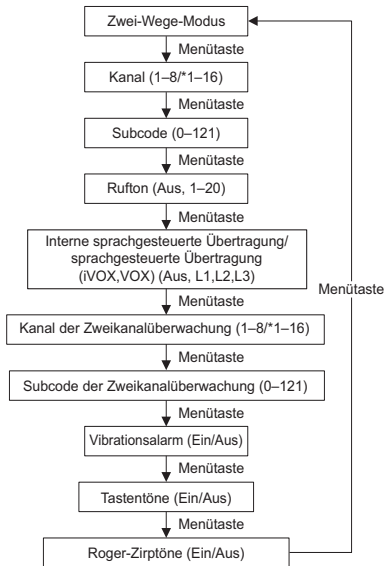 Zwei-Wege-Modus
Menütaste
Kanal (1–8/*1–16)
Menütaste
Subcode (0–121)
Menütaste
Rufton (Aus, 1–20)
Menütaste
Interne sprachgesteuerte Übertragung/
sprachgesteuerte Übertragung
(iVOX,VOX) (Aus, L1,L2,L3)
Menütaste
Menütaste
Kanal der Zweikanalüberwachung (1–8/*1–16)
Menütaste
Subcode der Zweikanalüberwachung (0–121)
Menütaste
Vibrationsalarm (Ein/Aus)
Menütaste
Tastentöne (Ein/Aus)
Menütaste
Roger-Zirptöne (Ein/Aus)